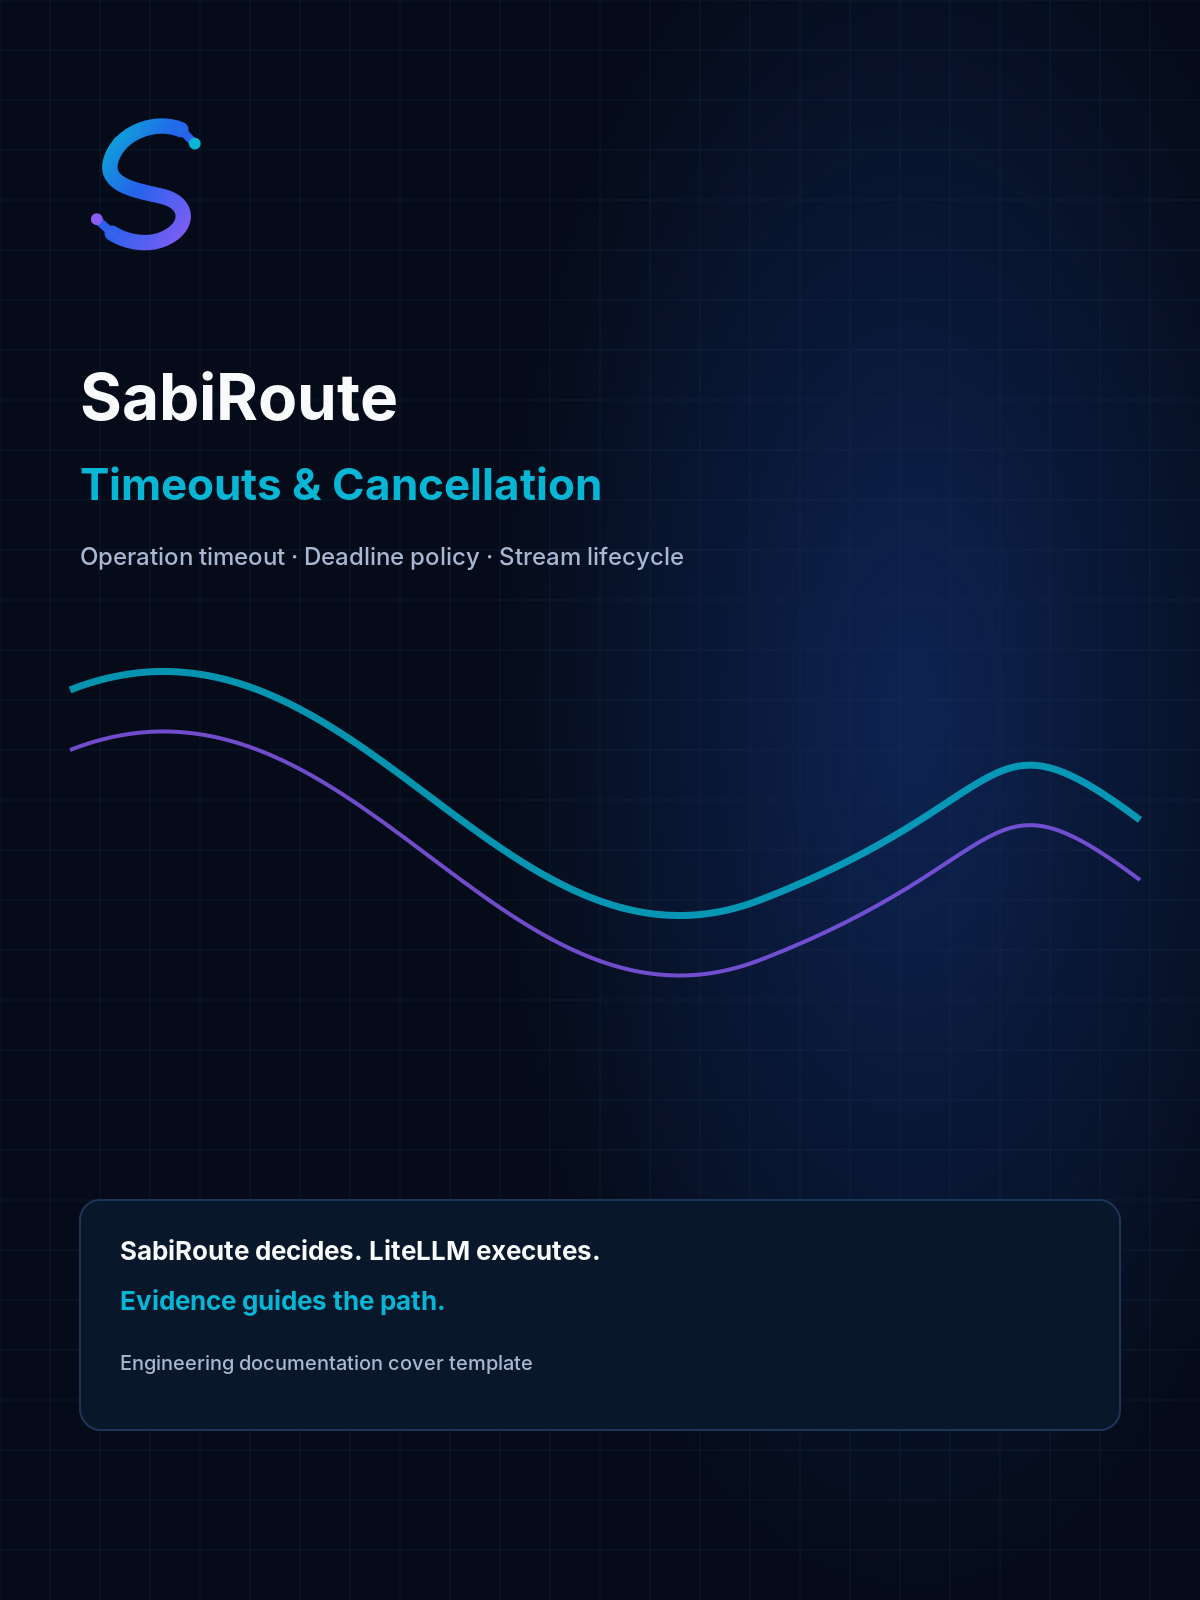 SabiRoute
Timeouts & Cancellation
Operation timeout · Deadline policy · Stream lifecycle
SabiRoute decides. LiteLLM executes.
Evidence guides the path.
Engineering documentation cover template